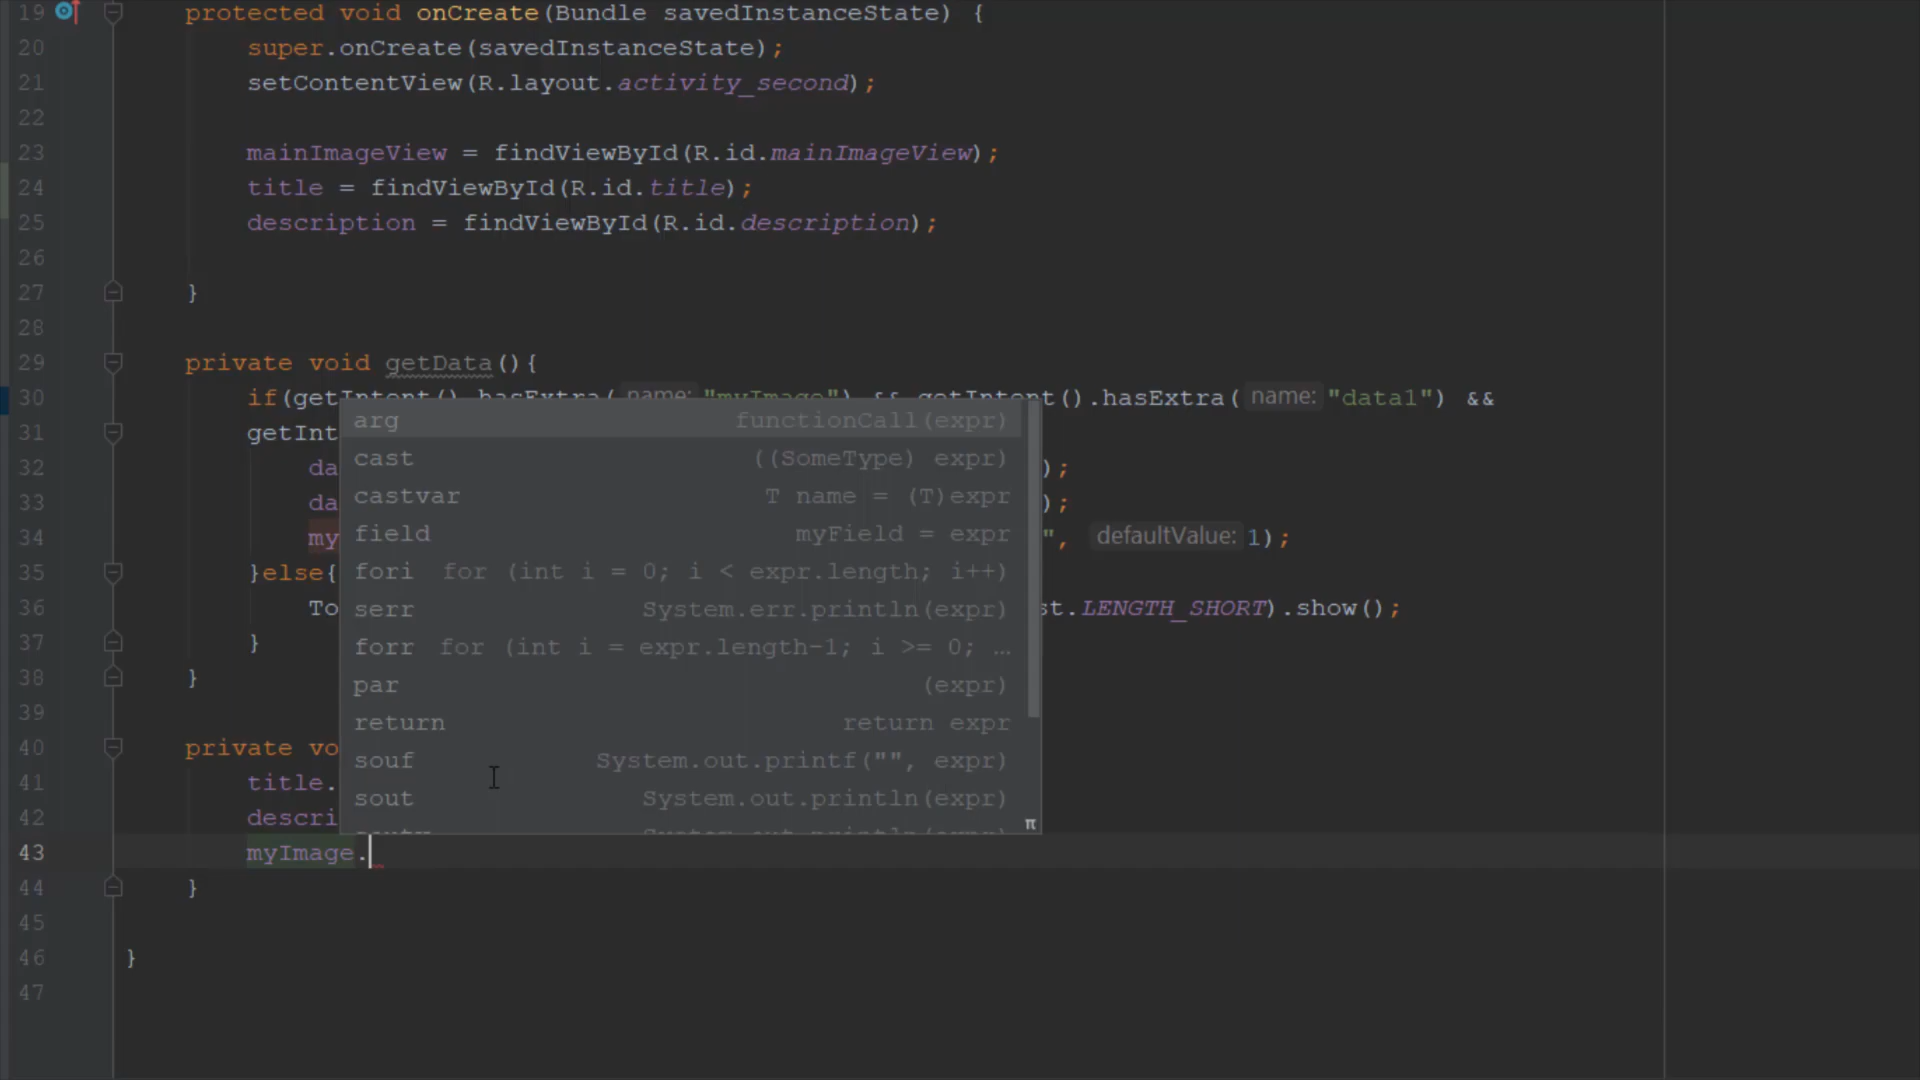 19 protected void onCreate(Bundle savedInstanceState) {
20 super.onCreate(savedInstanceState);
21 setContentView(R.layout.activity_second);
22
23 mainImageView = findViewById(R.id.mainImageView);
24 title = findViewById(R.id.title);
25 description = findViewById(R.id.description);
26
27 }
28
29 private void getData(){
30 if(getIntent().hasExtra( name: "myImage") && getIntent().hasExtra( name: "data1") &&
31 getInt
32 da );
33 da );
34 my ", defaultValue: 1);
35 }else{
36 To st.LENGTH_SHORT).show();
37 }
38 }
39
40 private vo
41 title.
42 descri
43 myImage.
44 }
45
46 }
47
arg functionCall(expr)
cast ((SomeType) expr)
castvar T name = (T)expr
field myField = expr
fori for (int i = 0; i < expr.length; i++)
serr System.err.println(expr)
forr for (int i = expr.length-1; i >= 0; …
par (expr)
return return expr
souf System.out.printf("", expr)
sout System.out.println(expr)
π